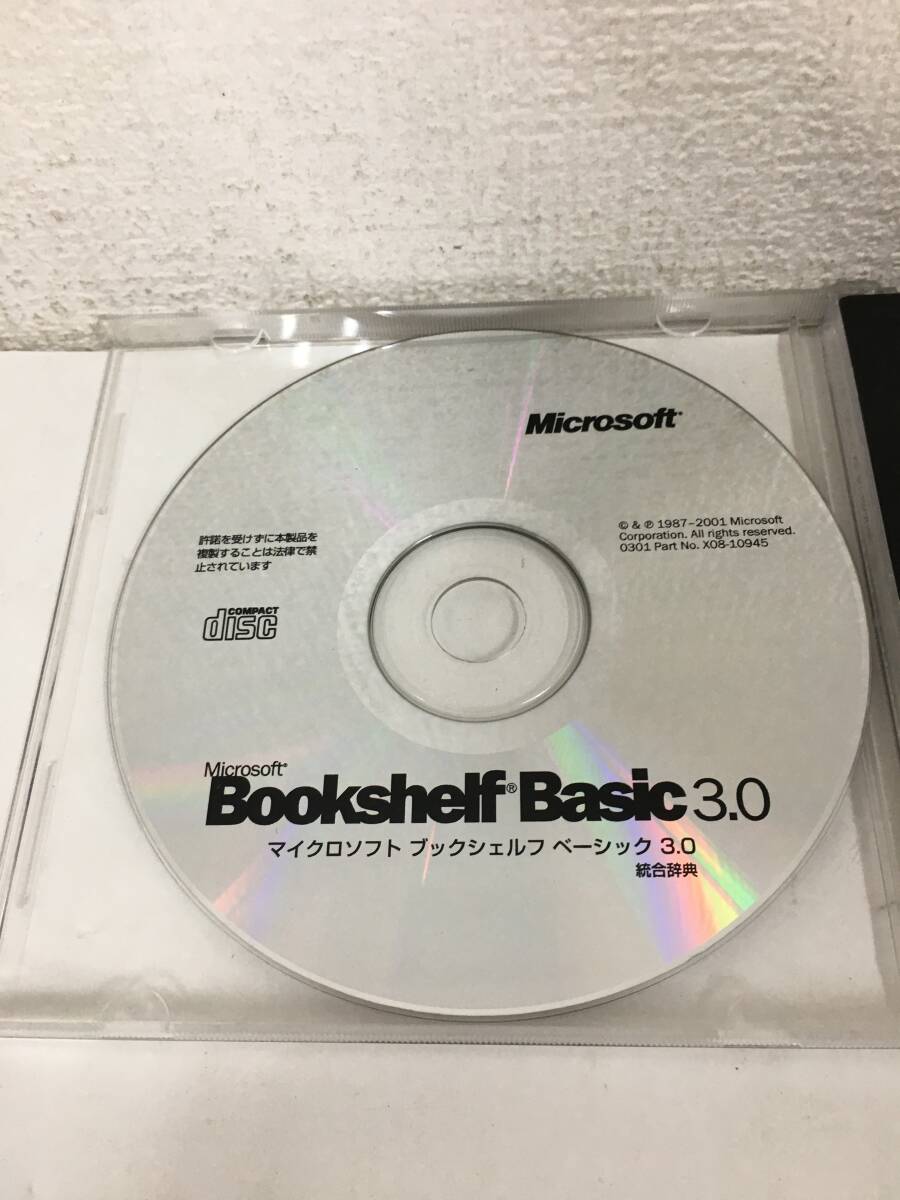 Microsoft®
© & ℗ 1987–2001 Microsoft
Corporation. All rights reserved.
0301 Part No. X08-10945
許諾を受けずに本製品を
複製することは法律で禁
止されています
COMPACT
disc
Microsoft®
Bookshelf® Basic 3.0
マイクロソフト ブックシェルフ ベーシック 3.0
統合辞典